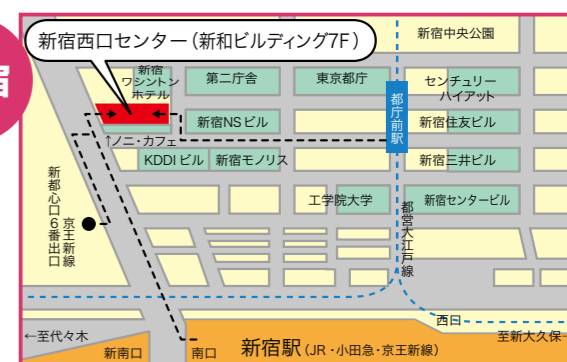 宿
新宿西口センター(新和ビルディング7F)
新宿中央公園
新宿
ワシントン
ホテル
第二庁舎
東京都庁
センチュリー
ハイアット
都庁前駅
新宿NSビル
新宿住友ビル
↑ノニ・カフェ
KDDIビル
新宿モノリス
新宿三井ビル
工学院大学
新宿センタービル
都営大江戸線
京王新線
新都心口6番出口
西口
←至代々木
至新大久保→
新南口
南口
新宿駅(JR・小田急・京王新線)